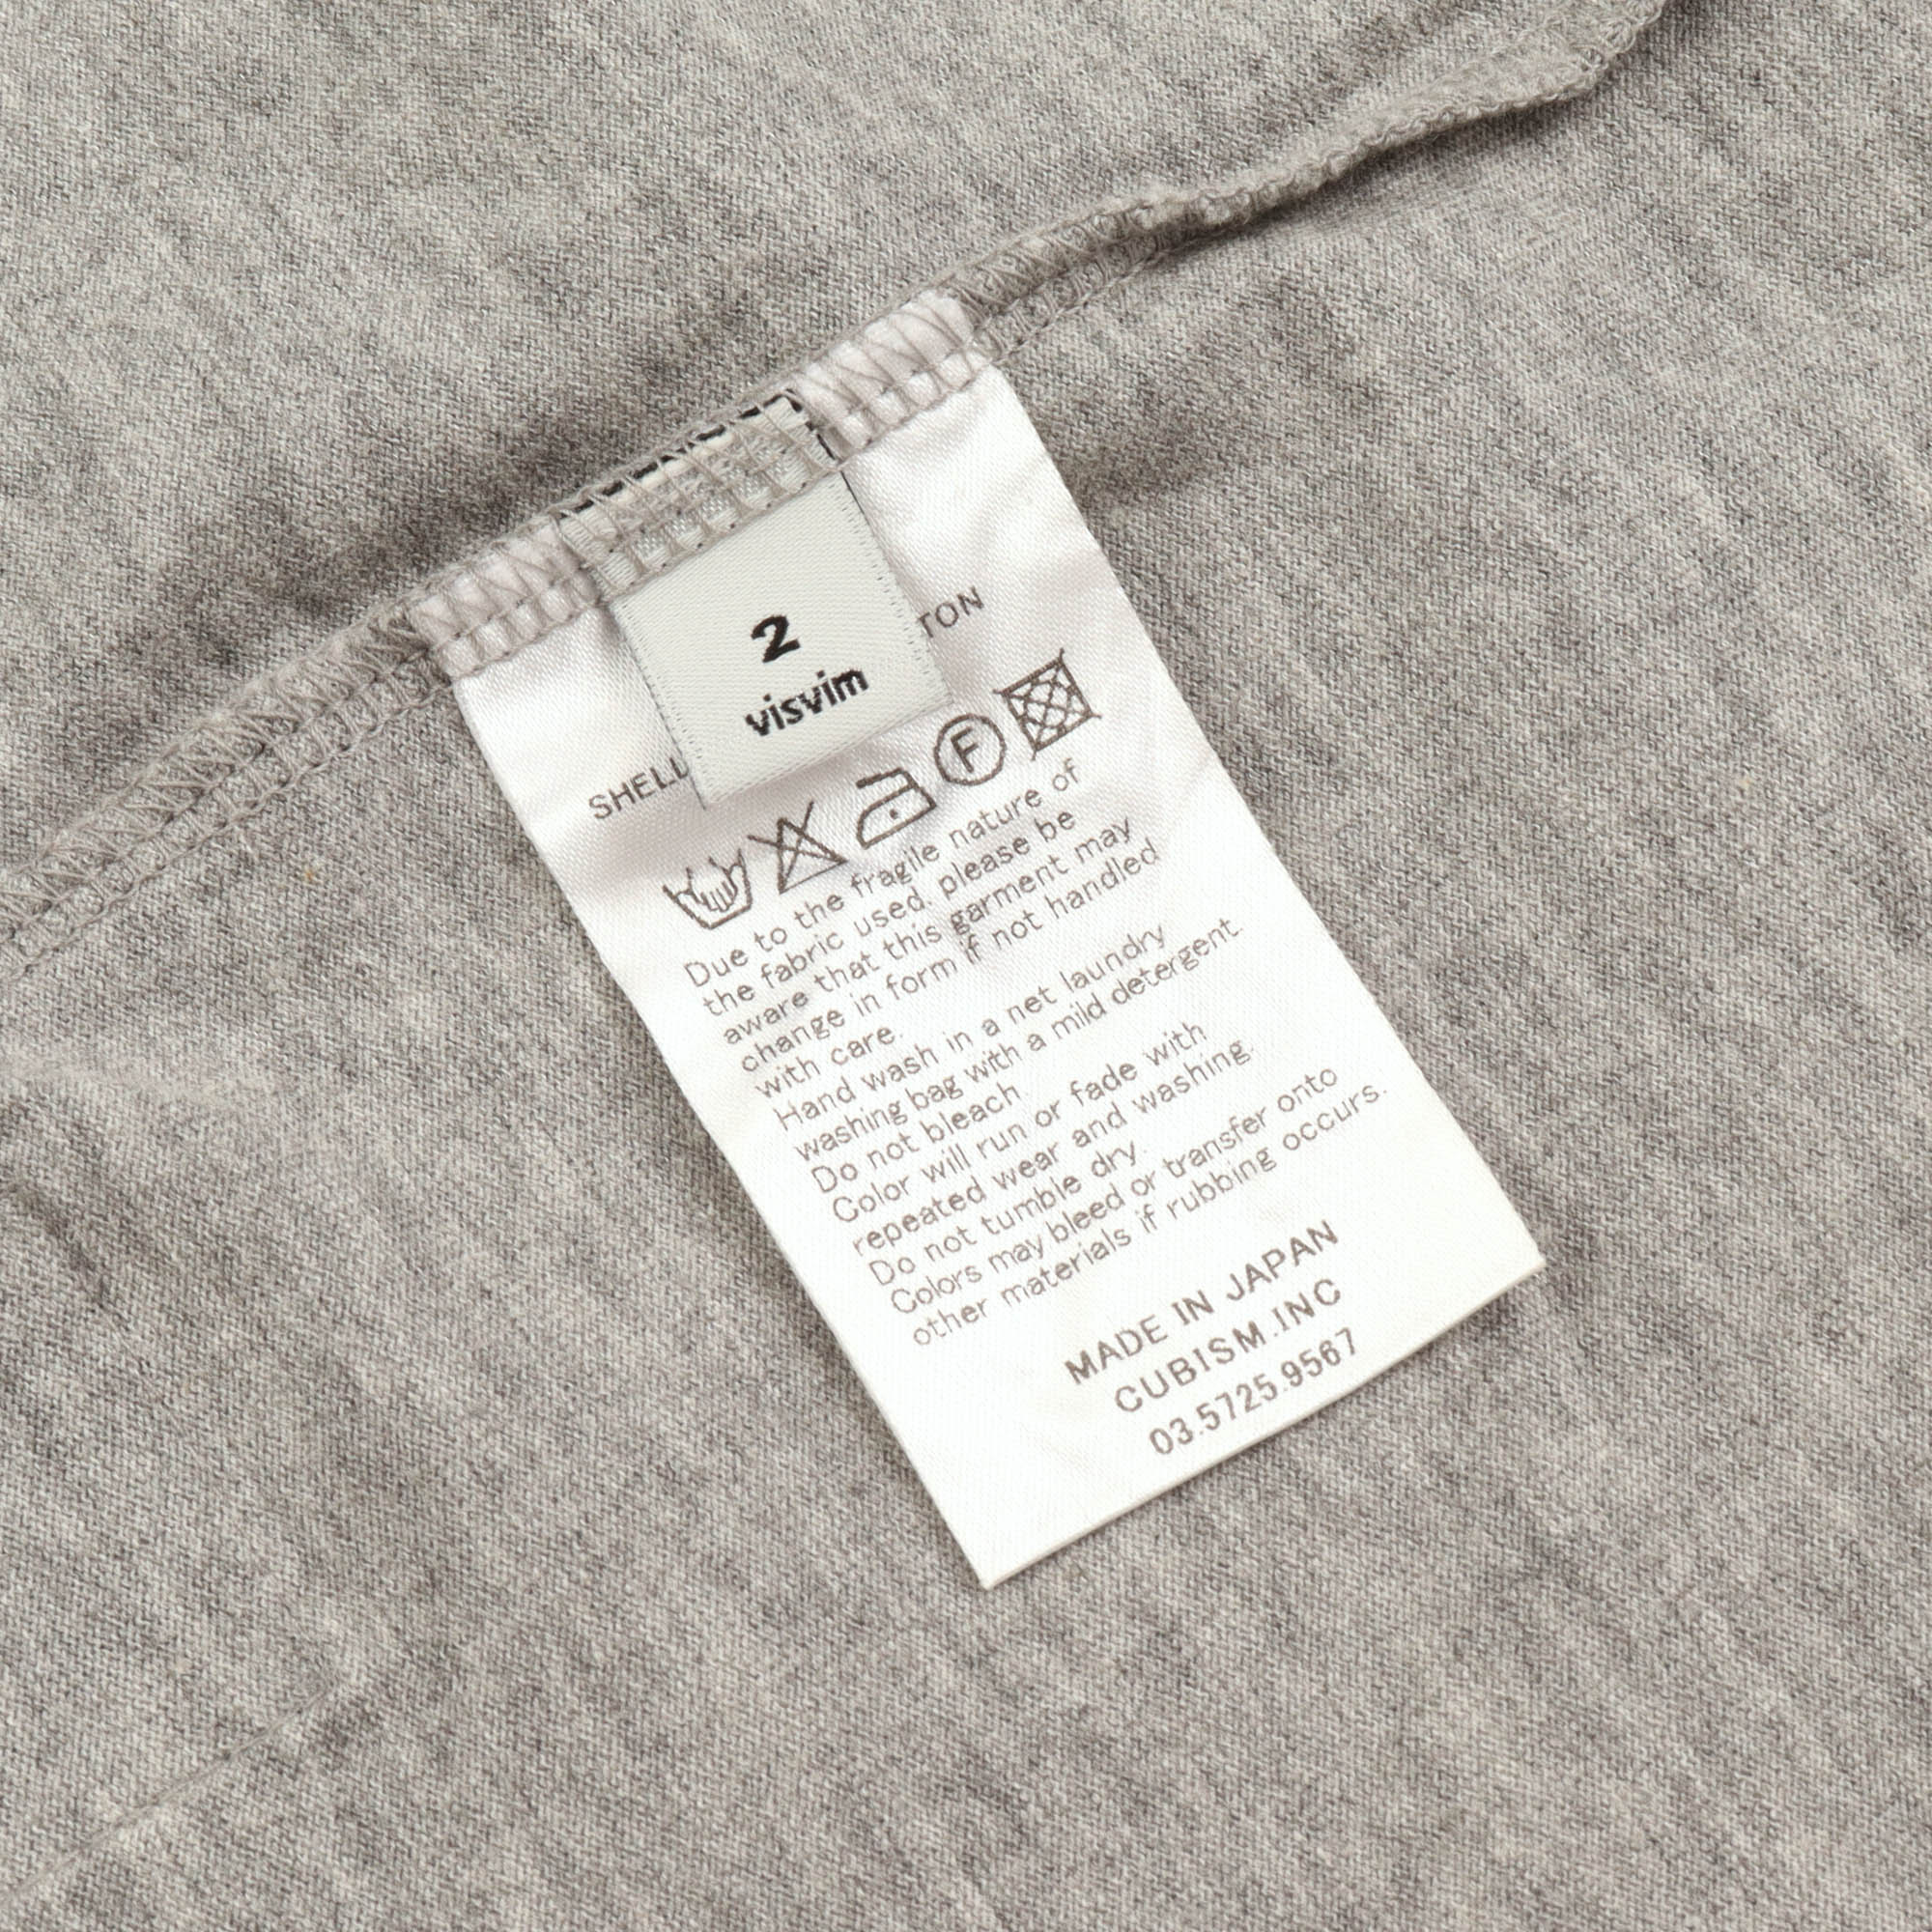 2
visvim
TON
SHELL
F
Due to the fragile nature of
the fabric used, please be
aware that this garment may
change in form if not handled
with care.
Hand wash in a net laundry
washing bag with a mild detergent.
Do not bleach
Color will run or fade with
repeated wear and washing.
Do not tumble dry.
Colors may bleed or transfer onto
other materials if rubbing occurs.
MADE IN JAPAN
CUBISM.INC
03.5725.9567